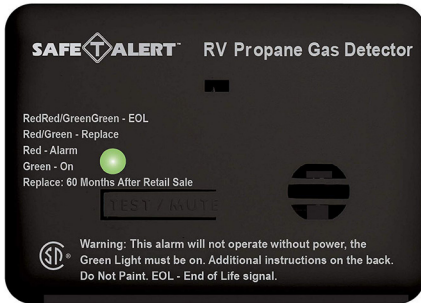 SAFE T ALERT™ RV Propane Gas Detector
RedRed/GreenGreen - EOL
Red/Green - Replace
Red - Alarm
Green - On
Replace: 60 Months After Retail Sale
TEST / MUTE
SP®
Warning: This alarm will not operate without power, the
Green Light must be on. Additional instructions on the back.
Do Not Paint. EOL - End of Life signal.